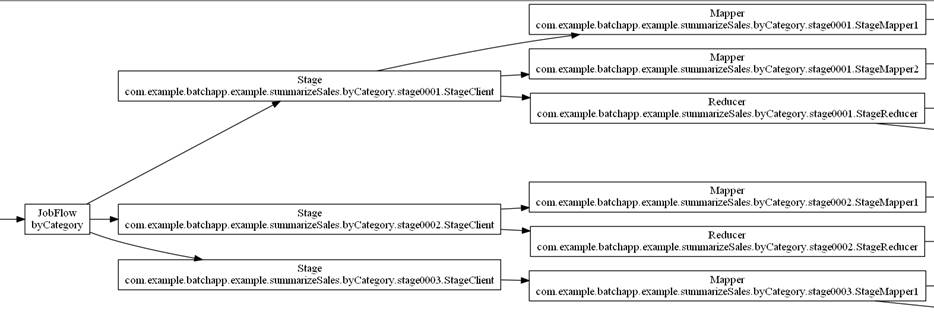 Mapper
com.example.batchapp.example.summarizeSales.byCategory.stage0001.StageMapper1
Mapper
com.example.batchapp.example.summarizeSales.byCategory.stage0001.StageMapper2
Stage
com.example.batchapp.example.summarizeSales.byCategory.stage0001.StageClient
Reducer
com.example.batchapp.example.summarizeSales.byCategory.stage0001.StageReducer
Mapper
com.example.batchapp.example.summarizeSales.byCategory.stage0002.StageMapper1
JobFlow
byCategory
Stage
com.example.batchapp.example.summarizeSales.byCategory.stage0002.StageClient
Reducer
com.example.batchapp.example.summarizeSales.byCategory.stage0002.StageReducer
Stage
com.example.batchapp.example.summarizeSales.byCategory.stage0003.StageClient
Mapper
com.example.batchapp.example.summarizeSales.byCategory.stage0003.StageMapper1